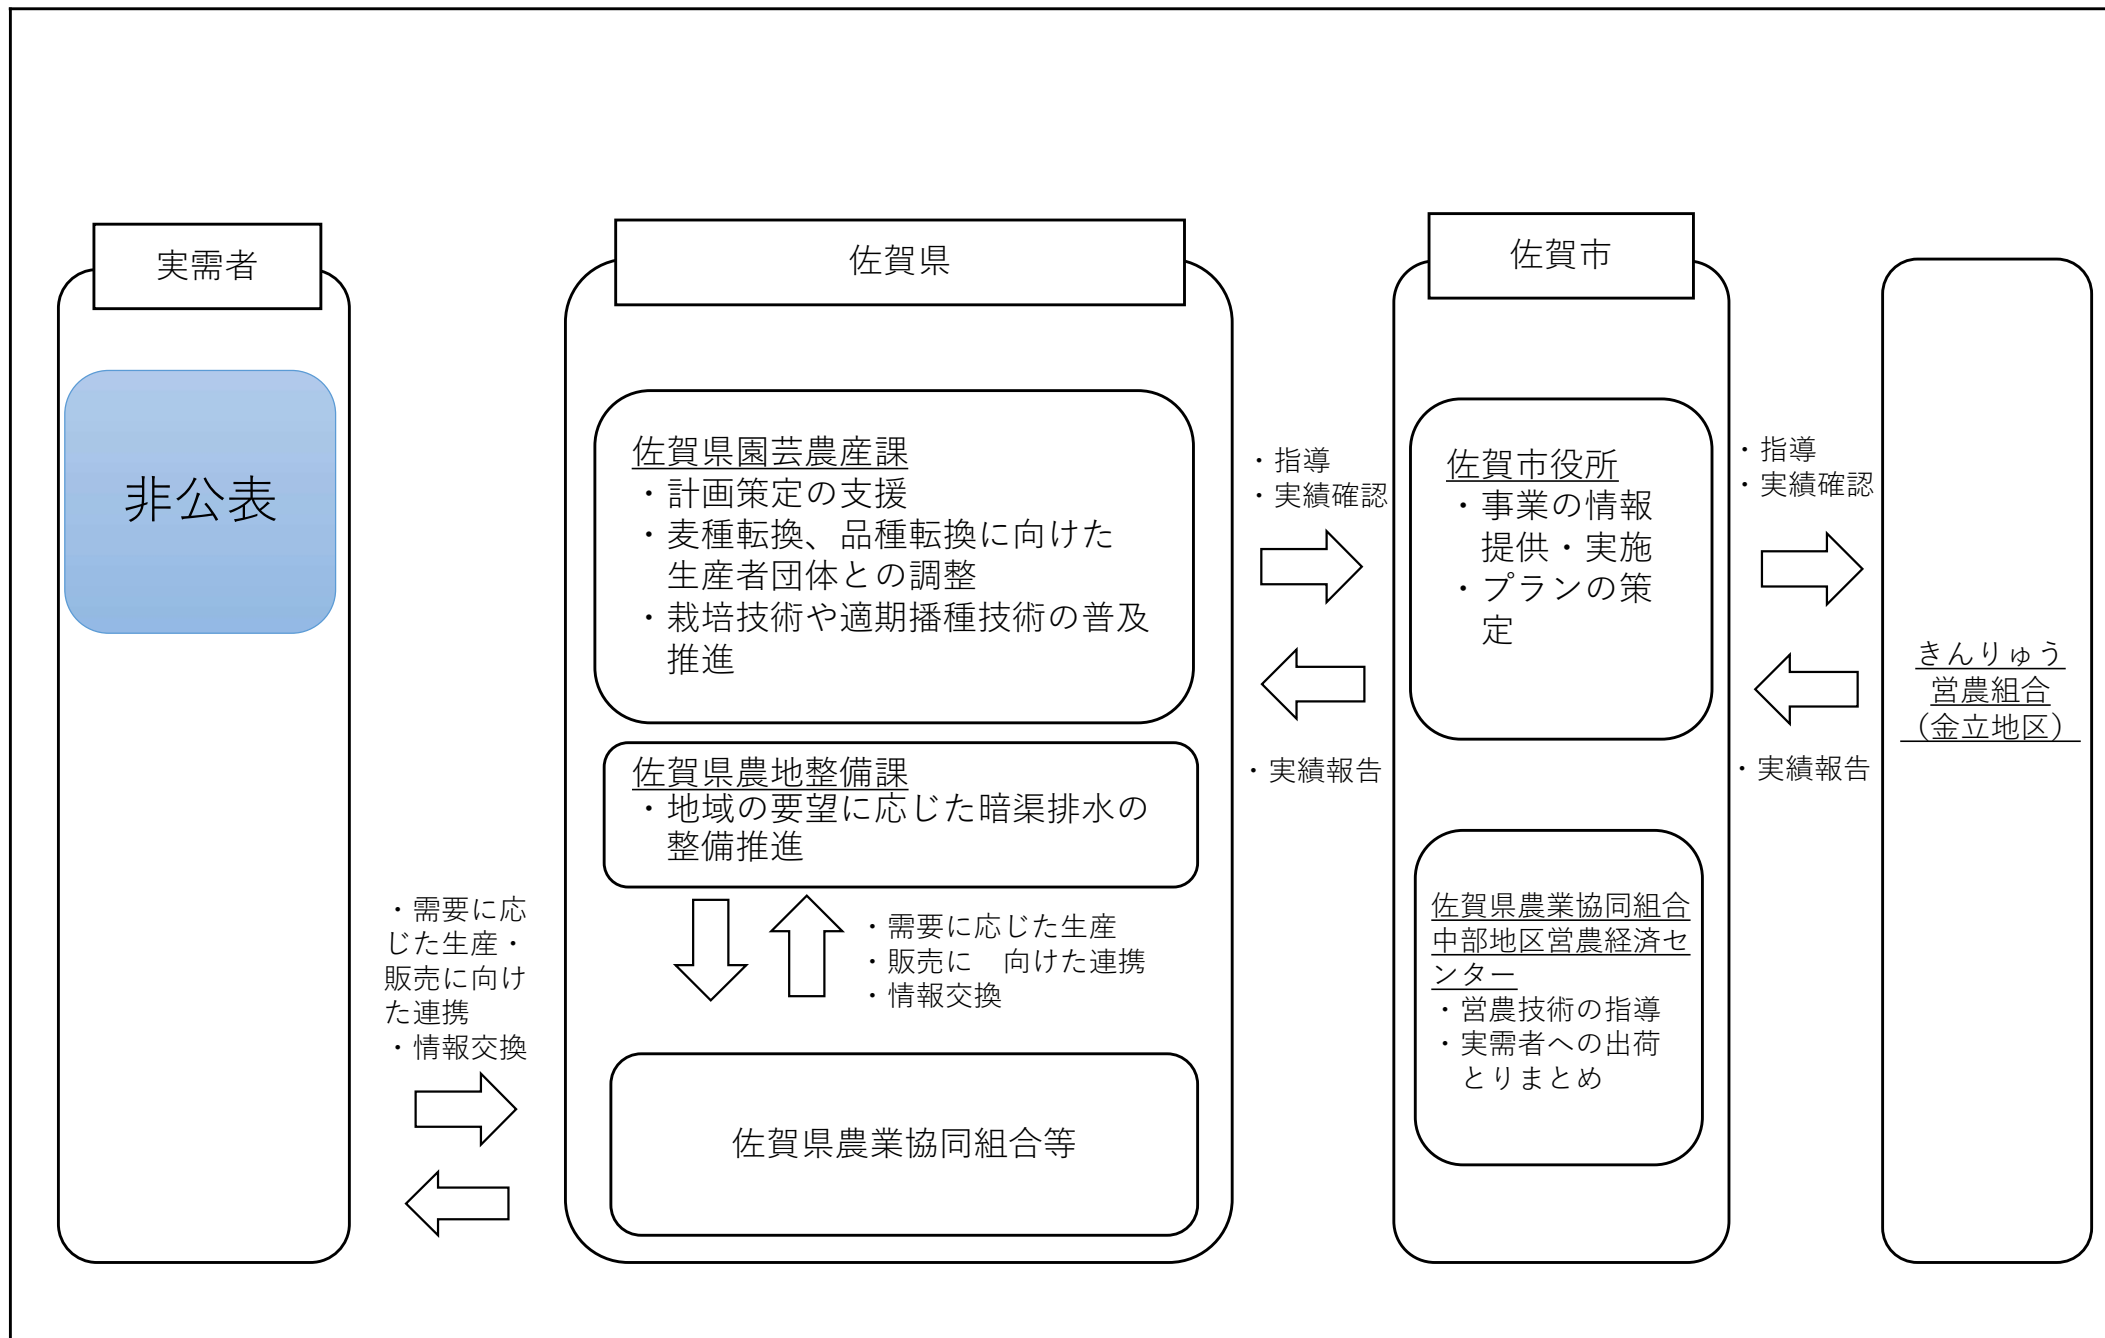 実需者
非公表
・需要に応
じた生産・
販売に向け
た連携
・情報交換
佐賀県
佐賀県園芸農産課
・計画策定の支援
・麦種転換、品種転換に向けた
生産者団体との調整
・栽培技術や適期播種技術の普及
推進
佐賀県農地整備課
・地域の要望に応じた暗渠排水の
整備推進
・需要に応じた生産
・販売に　向けた連携
・情報交換
佐賀県農業協同組合等
・指導
・実績確認
・実績報告
佐賀市
佐賀市役所
・事業の情報
提供・実施
・プランの策
定
佐賀県農業協同組合
中部地区営農経済セ
ンター
・営農技術の指導
・実需者への出荷
とりまとめ
・指導
・実績確認
・実績報告
きんりゅう
営農組合
（金立地区）